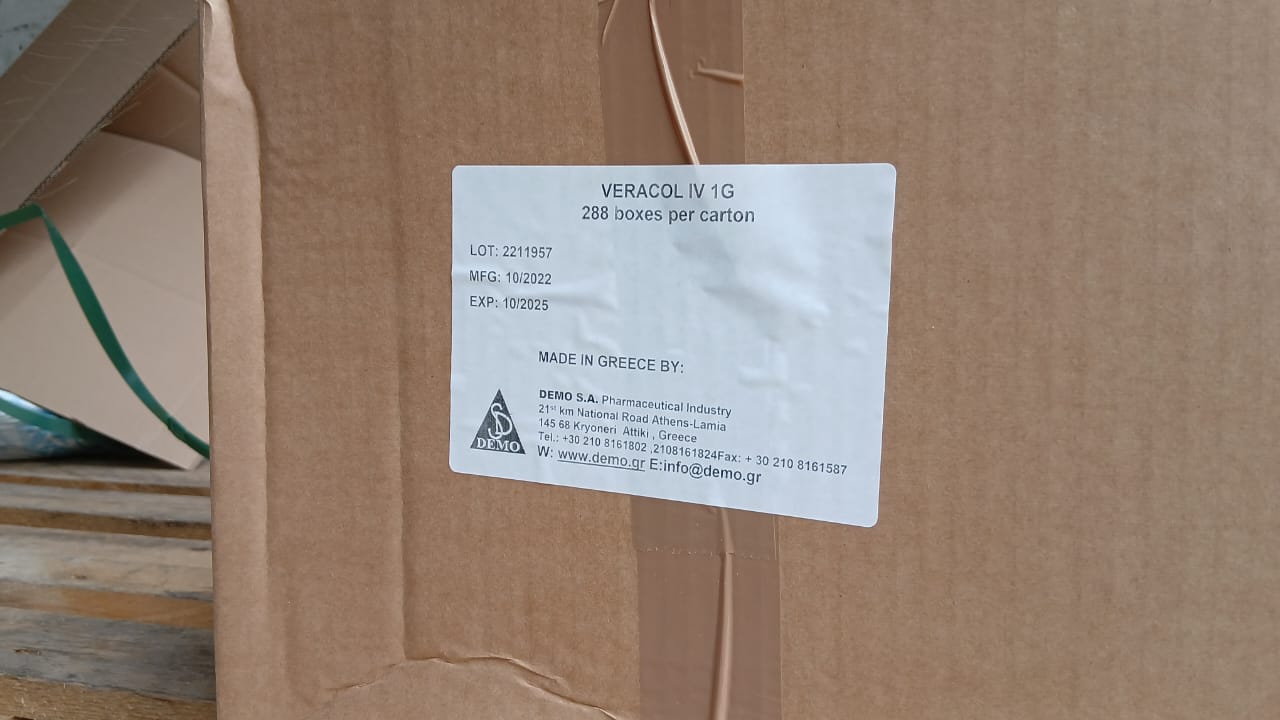 VERACOL IV 1G
288 boxes per carton
LOT: 2211957
MFG: 10/2022
EXP: 10/2025
MADE IN GREECE BY:
DEMO S.A. Pharmaceutical Industry
21st km National Road Athens-Lamia
145 68 Kryoneri Attiki , Greece
Tel.: +30 210 8161802 ,2108161824Fax: + 30 210 8161587
W: www.demo.gr E:info@demo.gr
DEMO